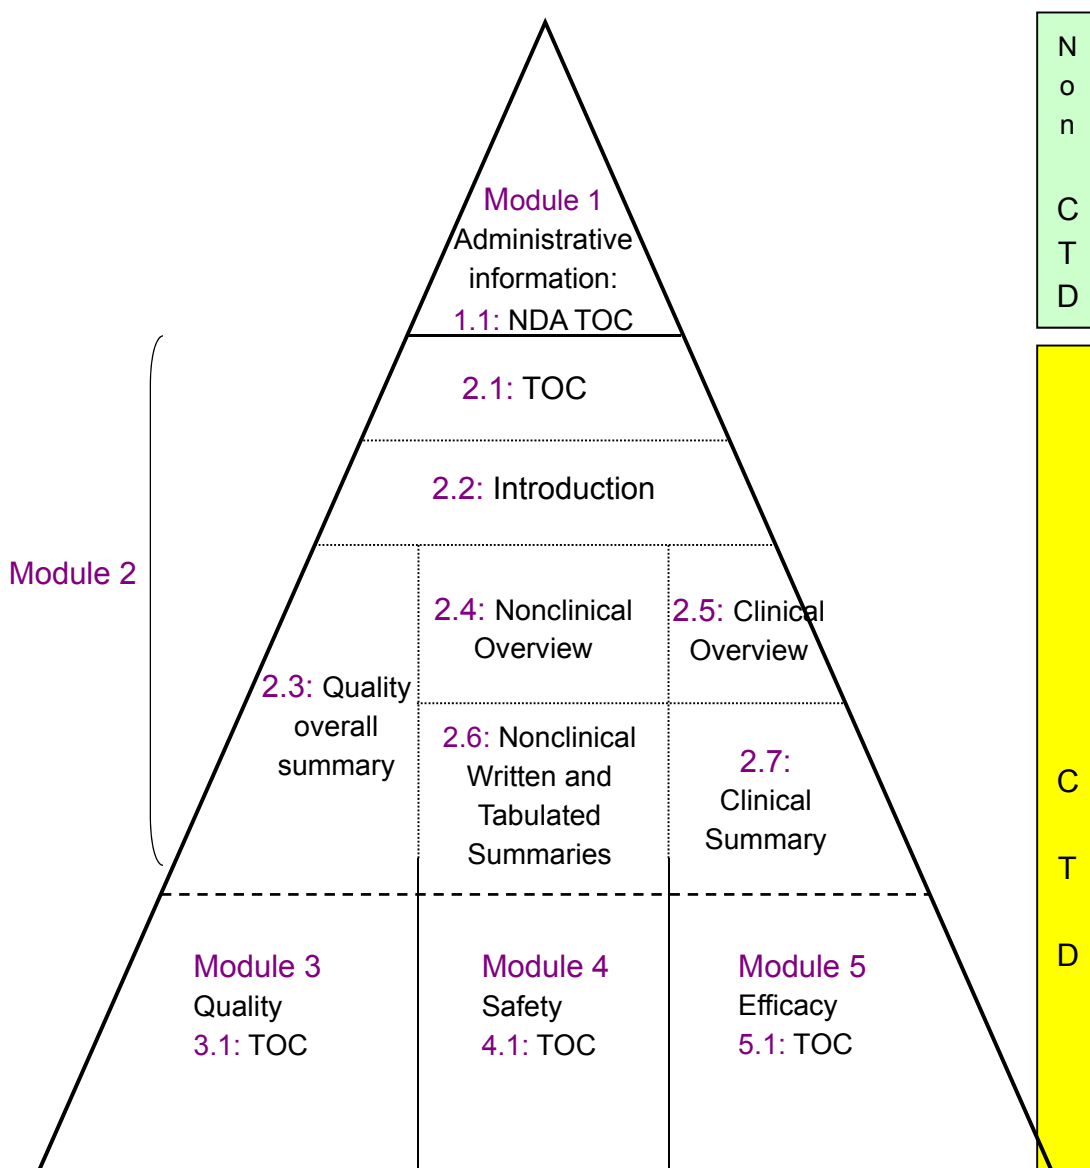 Module 1
Administrative
information:
1.1: NDA TOC
2.1: TOC
2.2: Introduction
Module 2
2.3: Quality
overall
summary
2.4: Nonclinical
Overview
2.5: Clinical
Overview
2.6: Nonclinical
Written and
Tabulated
Summaries
2.7:
Clinical
Summary
Module 3
Quality
3.1: TOC
Module 4
Safety
4.1: TOC
Module 5
Efficacy
5.1: TOC
Non CTD
CTD